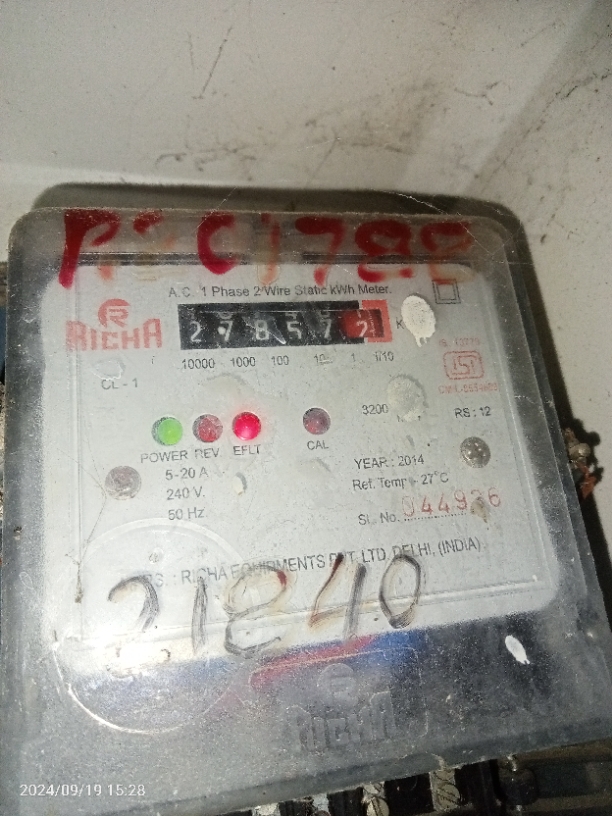 A.C. 1 Phase 2 Wire Static kWh Meter.
RICHA
2 7 8 5 7 2
10000 1000 100 10 1 1/10
CL - 1
3200
RS : 12
POWER REV. EFLT CAL
5-20 A
240 V.
50 Hz
YEAR : 2014
Ref. Temp - 27°C
SL. No. 044936
RICHA EQUIPMENTS PVT. LTD. DELHI, (INDIA)
21840
RICHA
2024/09/19 15:28